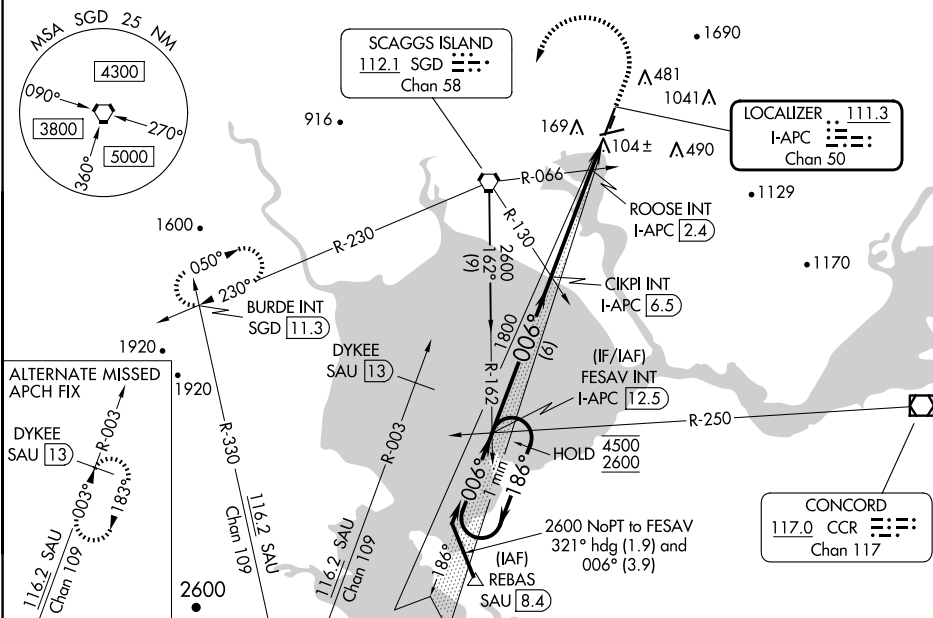 MSA SGD 25 NM
4300
090°
3800
270°
5000
360°
SCAGGS ISLAND
112.1 SGD
Chan 58
1690
481
1041
916
169
104±
490
LOCALIZER 111.3
I-APC
Chan 50
R-066
ROOSE INT
I-APC 2.4
1129
R-230
R-130
1600
2600
162°
(9)
1170
050°
230°
CIKPI INT
I-APC 6.5
BURDE INT
SGD 11.3
1800
006°
(6)
DYKEE
SAU 13
R-162
(IF/IAF)
FESAV INT
I-APC 12.5
1920
1920
R-250
ALTERNATE MISSED
APCH FIX
DYKEE
SAU 13
R-003
003°
183°
116.2 SAU
Chan 109
R-330
116.2 SAU
Chan 109
R-003
116.2 SAU
Chan 109
HOLD 4500
2600
006°
1 min
186°
186°
2600 NoPT to FESAV
321° hdg (1.9) and
006° (3.9)
(IAF)
REBAS
SAU 8.4
CONCORD
117.0 CCR
Chan 117
2600